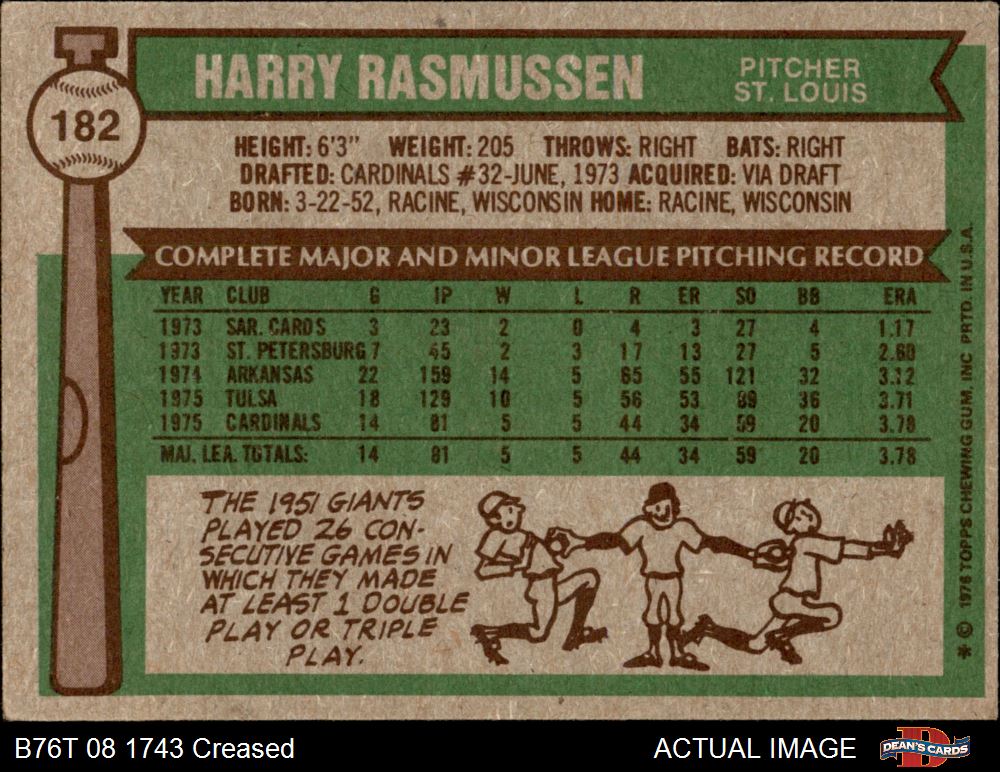 182
HARRY RASMUSSEN
PITCHER
ST. LOUIS
HEIGHT: 6'3" WEIGHT: 205 THROWS: RIGHT BATS: RIGHT
DRAFTED: CARDINALS #32-JUNE, 1973 ACQUIRED: VIA DRAFT
BORN: 3-22-52, RACINE, WISCONSIN HOME: RACINE, WISCONSIN
COMPLETE MAJOR AND MINOR LEAGUE PITCHING RECORD
YEAR CLUB G IP W L R ER SO BB ERA
1973 SAR. CARDS 3 23 2 0 4 3 27 4 1.17
1973 ST. PETERSBURG 7 45 2 3 17 13 27 5 2.60
1974 ARKANSAS 22 159 14 5 65 55 121 32 3.12
1975 TULSA 18 129 10 5 56 53 89 36 3.71
1975 CARDINALS 14 81 5 5 44 34 59 20 3.78
MAJ. LEA. TOTALS: 14 81 5 5 44 34 59 20 3.78
THE 1951 GIANTS
PLAYED 26 CON-
SECUTIVE GAMES IN
WHICH THEY MADE
AT LEAST 1 DOUBLE
PLAY OR TRIPLE
PLAY.
* © 1976 TOPPS CHEWING GUM, INC PRTD. IN U.S.A.
B76T 08 1743 Creased
ACTUAL IMAGE
DEAN'S CARDS